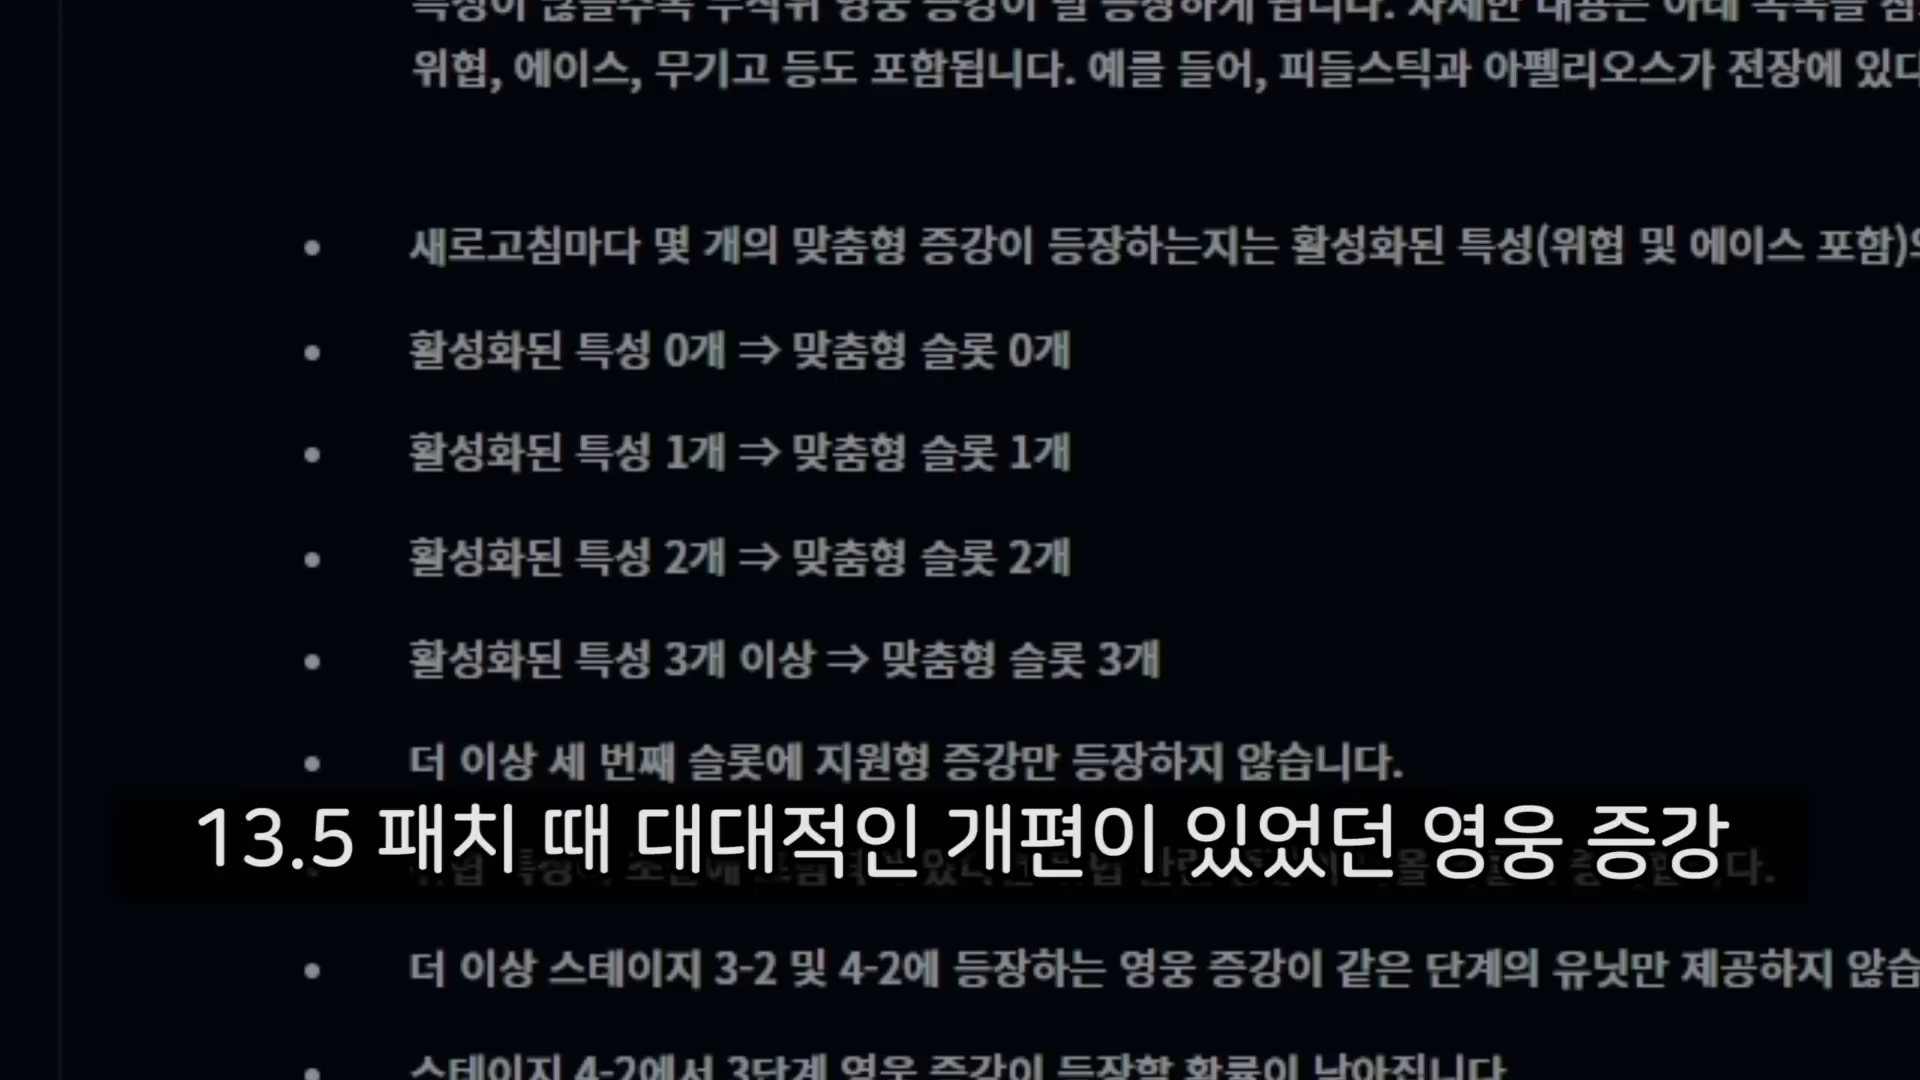 위협, 에이스, 무기고 등도 포함됩니다. 예를 들어, 피들스틱과 아펠리오스가 전장에 있다
• 새로고침마다 몇 개의 맞춤형 증강이 등장하는지는 활성화된 특성(위협 및 에이스 포함)
• 활성화된 특성 0개 ⇒ 맞춤형 슬롯 0개
• 활성화된 특성 1개 ⇒ 맞춤형 슬롯 1개
• 활성화된 특성 2개 ⇒ 맞춤형 슬롯 2개
• 활성화된 특성 3개 이상 ⇒ 맞춤형 슬롯 3개
• 더 이상 세 번째 슬롯에 지원형 증강만 등장하지 않습니다.
13.5 패치 때 대대적인 개편이 있었던 영웅 증강
• 더 이상 스테이지 3-2 및 4-2에 등장하는 영웅 증강이 같은 단계의 유닛만 제공하지 않습
• 스테이지 4-2에서 3단계 영웅 증강이 등장할 확률이 낮아집니다